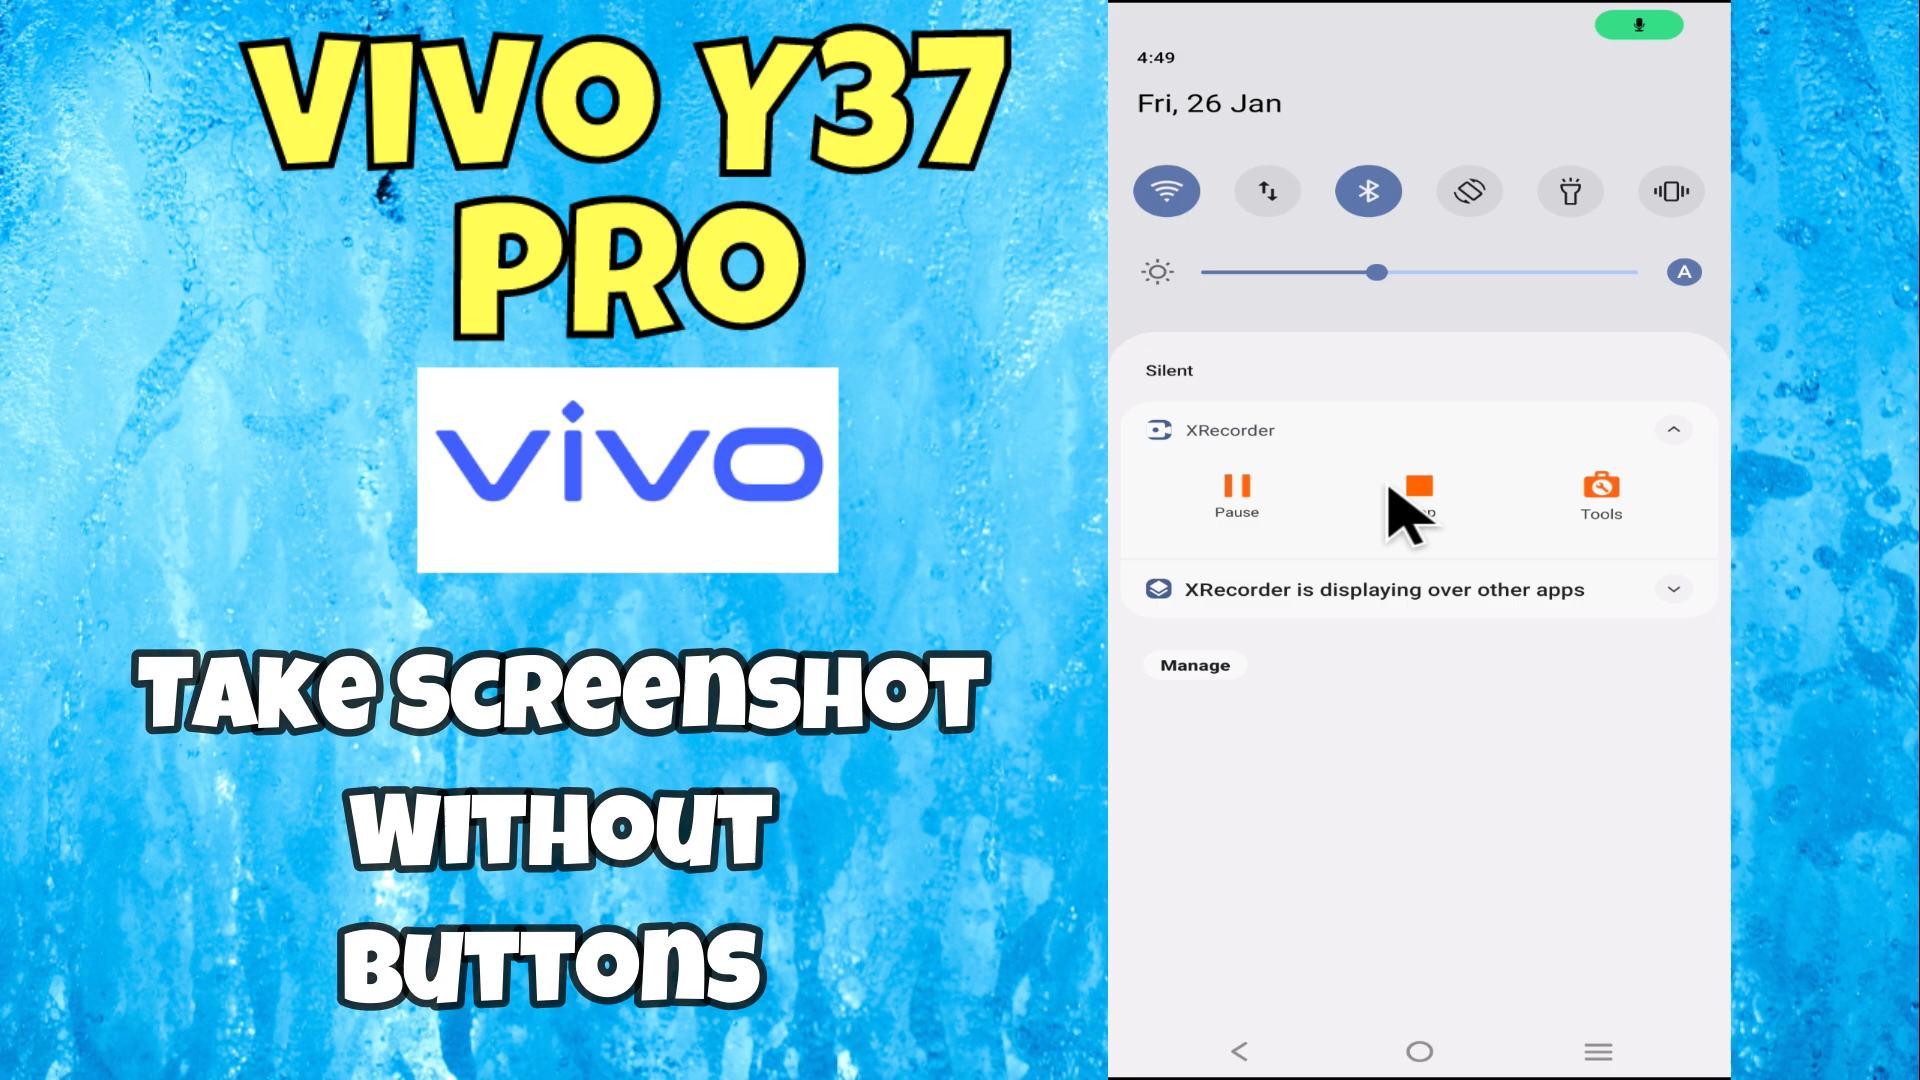 VIVO Y37
PRO
vivo
TAKE SCREENSHOT
WITHOUT
BUTTONS
4:49
Fri, 26 Jan
A
Silent
XRecorder
Pause
Tools
XRecorder is displaying over other apps
Manage